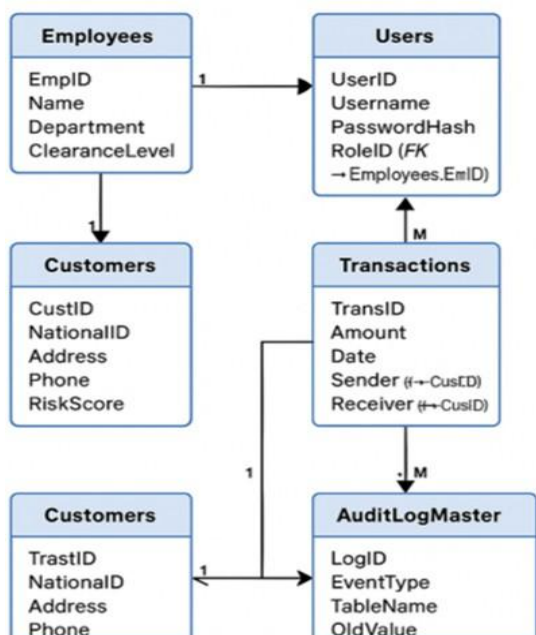 Employees
EmpID
Name
Department
ClearanceLevel
1
Users
UserID
Username
PasswordHash
RoleID (FK
→ Employees.EmID)
1
M
Customers
CustID
NationalID
Address
Phone
RiskScore
Transactions
TransID
Amount
Date
Sender
Receiver
1
M
Customers
TrastID
NationaID
Address
Phone
1
AuditLogMaster
LogID
EventType
TableName
OldValue